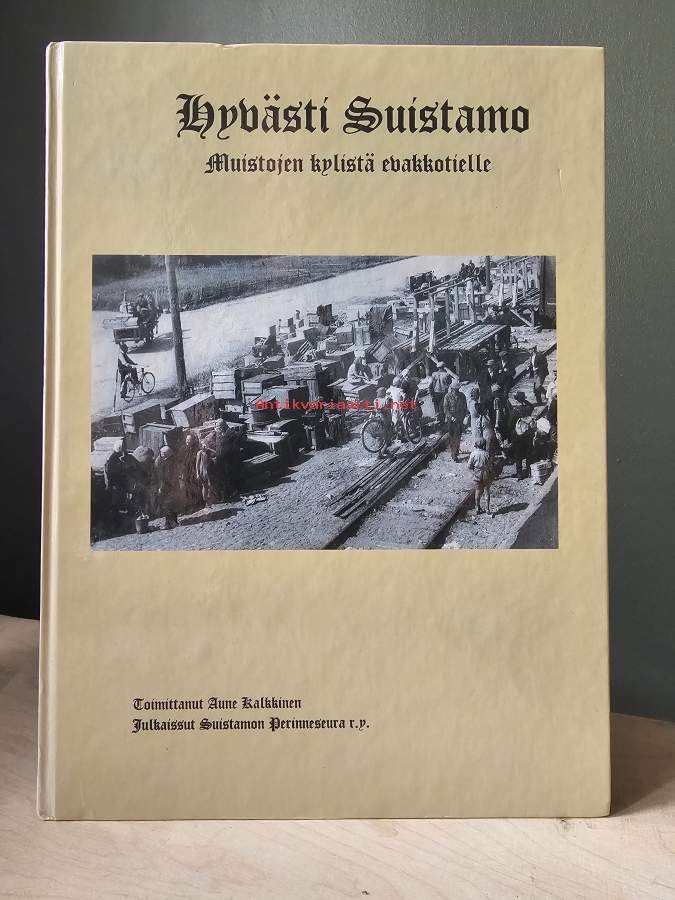 Hyvästi Suistamo
Muistojen kylistä evakkotielle
Antikvariaatti.net
Toimittanut Aune Kalkkinen
Julkaissut Suistamon Perinneseura r.y.